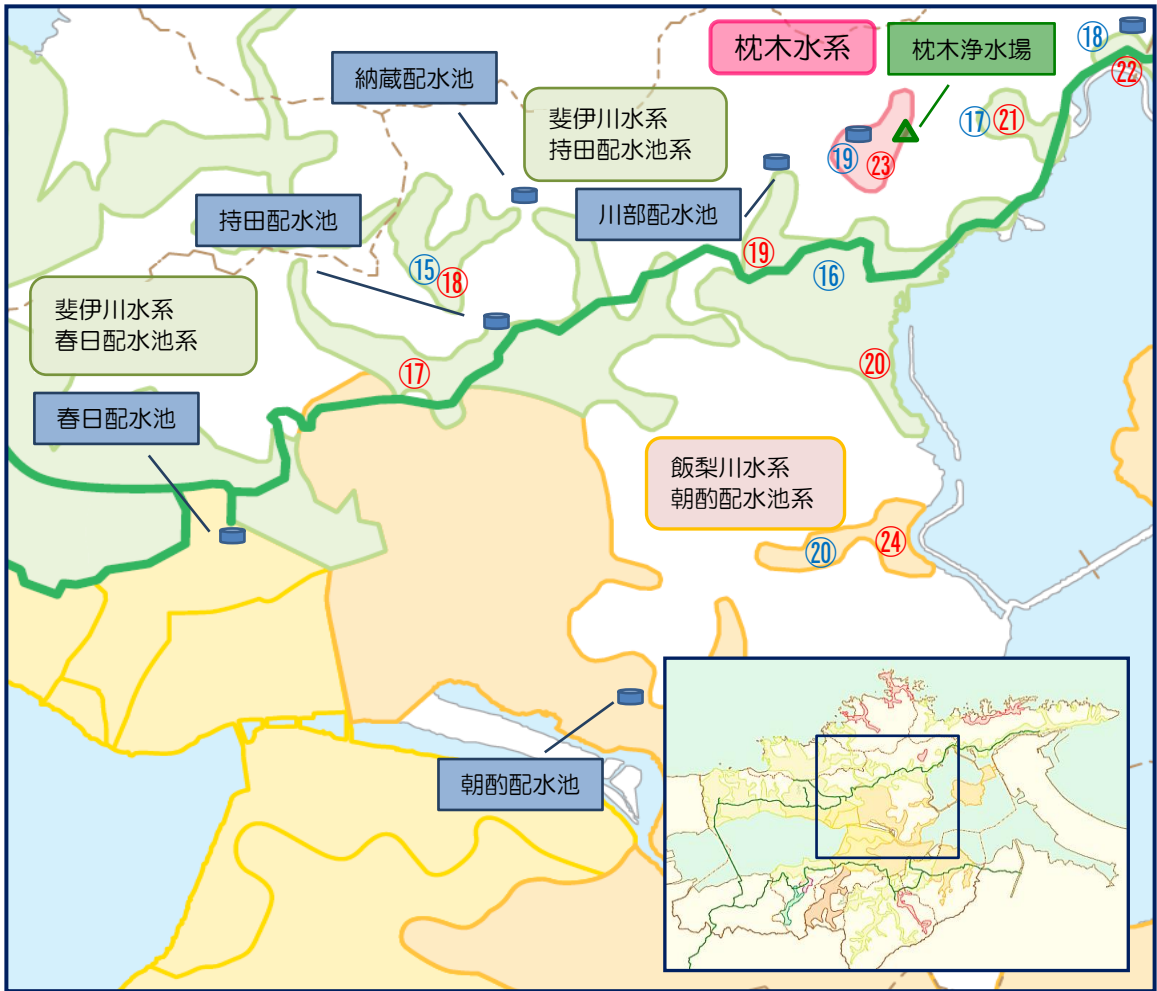 枕木水系
枕木浄水場
⑱
㉒
納蔵配水池
斐伊川水系
持田配水池系
⑰
㉑
⑲
㉓
持田配水池
川部配水池
⑮
⑱
⑲
⑯
斐伊川水系
春日配水池系
⑰
⑳
春日配水池
飯梨川水系
朝酌配水池系
⑳
㉔
朝酌配水池